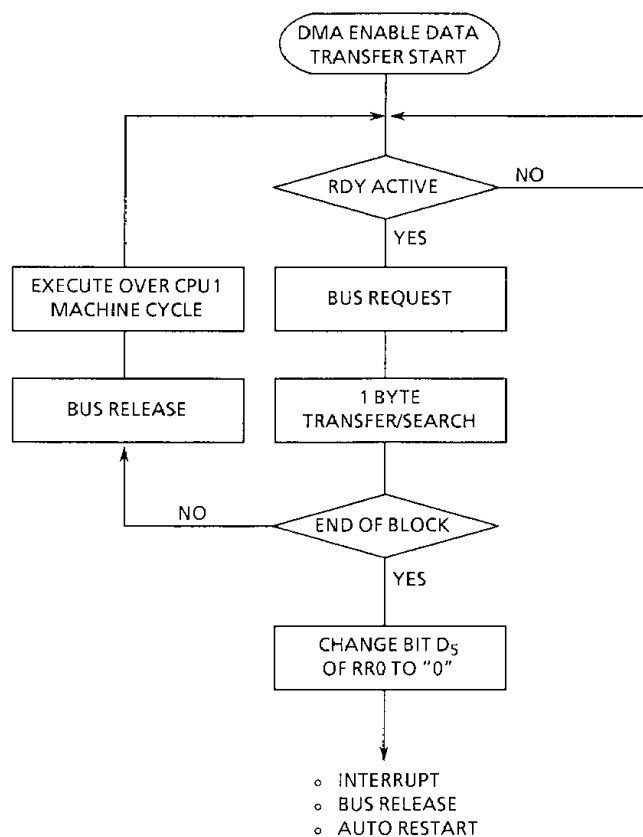 DMA ENABLE DATA
TRANSFER START
RDY ACTIVE
NO
YES
EXECUTE OVER CPU 1
MACHINE CYCLE
BUS REQUEST
BUS RELEASE
1 BYTE
TRANSFER/SEARCH
NO
END OF BLOCK
YES
CHANGE BIT D5
OF RR0 TO "0"
○ INTERRUPT
○ BUS RELEASE
○ AUTO RESTART